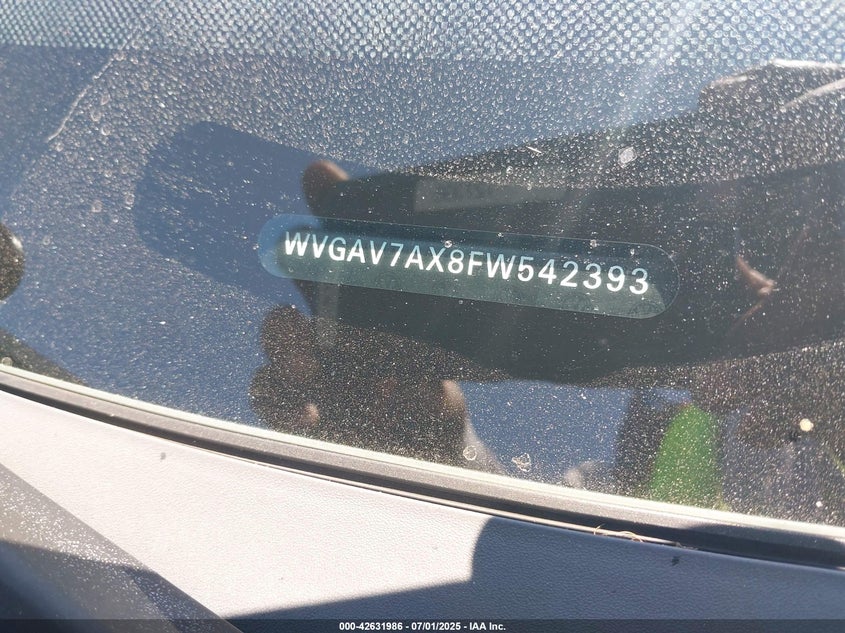 WVGAV7AX8FW542393
000-42631986 - 07/01/2025 - IAA Inc.